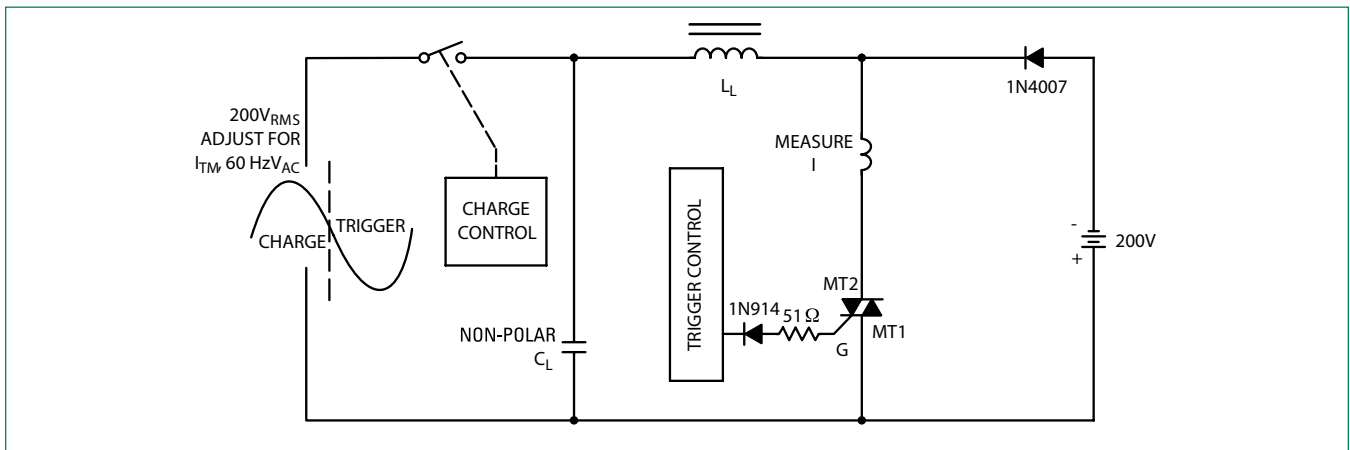 200V_RMS
ADJUST FOR
I_TM, 60 HzV_AC
CHARGE
TRIGGER
CHARGE
CONTROL
NON-POLAR
C_L
L_L
MEASURE
I
TRIGGER CONTROL
1N914
51 Ω
G
MT2
MT1
1N4007
-
+
200V